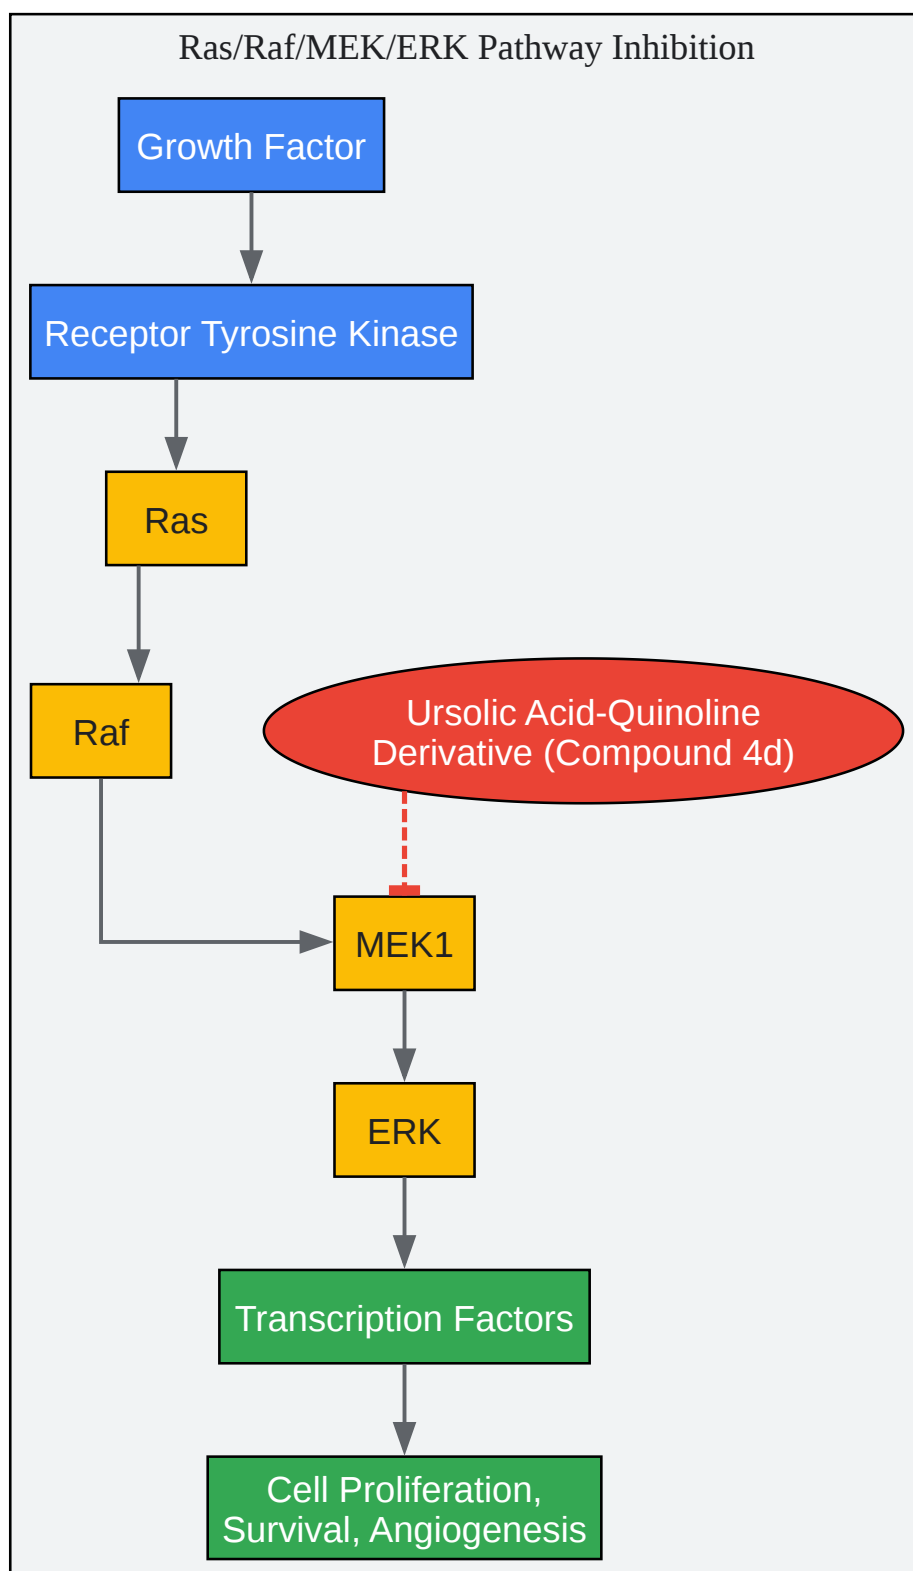 Ras/Raf/MEK/ERK Pathway Inhibition
Growth Factor
Receptor Tyrosine Kinase
Ras
Raf
Ursolic Acid-Quinoline
Derivative (Compound 4d)
MEK1
ERK
Transcription Factors
Cell Proliferation,
Survival, Angiogenesis